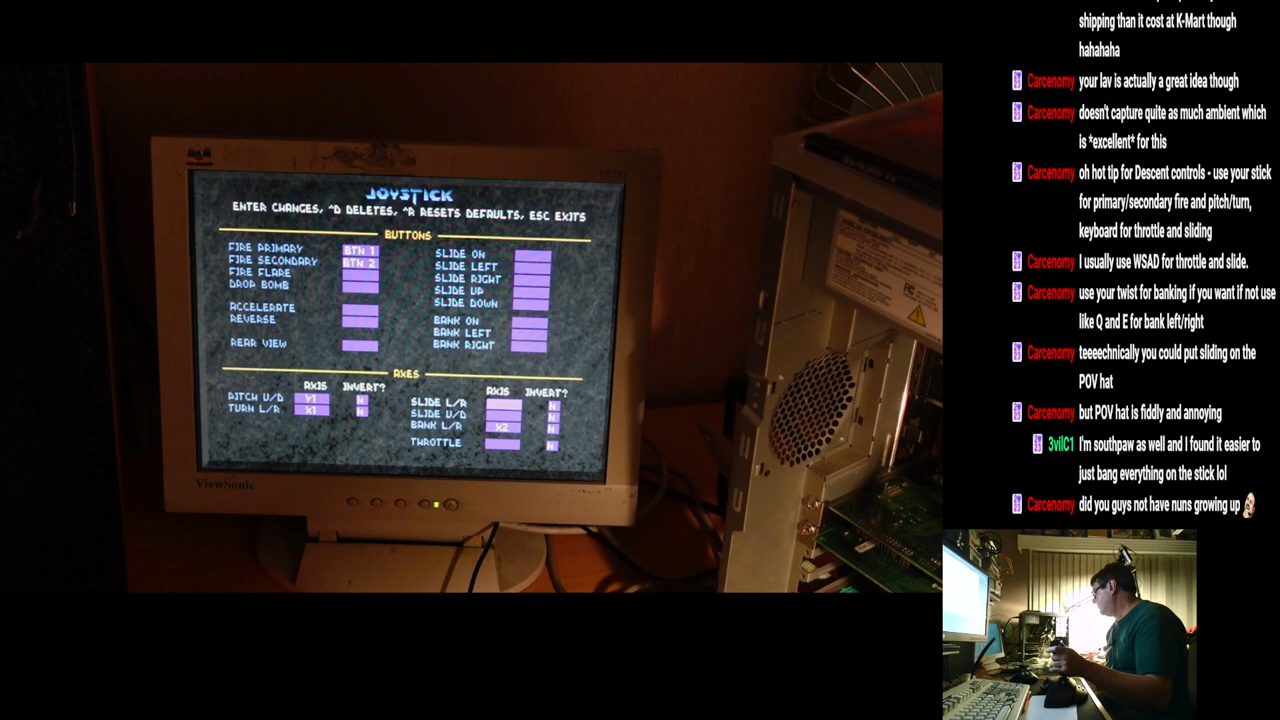 JOYSTICK
ENTER CHANGES, ^D DELETES, ^R RESETS DEFAULTS, ESC EXITS
BUTTONS
FIRE PRIMARY BTN 1
FIRE SECONDARY BTN 2
FIRE FLARE
DROP BOMB
ACCELERATE
REVERSE
REAR VIEW
SLIDE ON
SLIDE LEFT
SLIDE RIGHT
SLIDE UP
SLIDE DOWN
BANK ON
BANK LEFT
BANK RIGHT
AXES
AXIS INVERT?
PITCH U/D Y1 N
TURN L/R X1 N
AXIS INVERT?
SLIDE L/R N
SLIDE U/D N
BANK L/R X2 N
THROTTLE N
ViewSonic
shipping than it cost at K-Mart though
hahahaha
Carcenomy your lav is actually a great idea though
Carcenomy doesn't capture quite as much ambient which
is *excellent* for this
Carcenomy oh hot tip for Descent controls - use your stick
for primary/secondary fire and pitch/turn,
keyboard for throttle and sliding
Carcenomy I usually use WSAD for throttle and slide.
Carcenomy use your twist for banking if you want if not use
like Q and E for bank left/right
Carcenomy teeeechnically you could put sliding on the
POV hat
Carcenomy but POV hat is fiddly and annoying
3vilC1 I'm southpaw as well and I found it easier to
just bang everything on the stick lol
Carcenomy did you guys not have nuns growing up